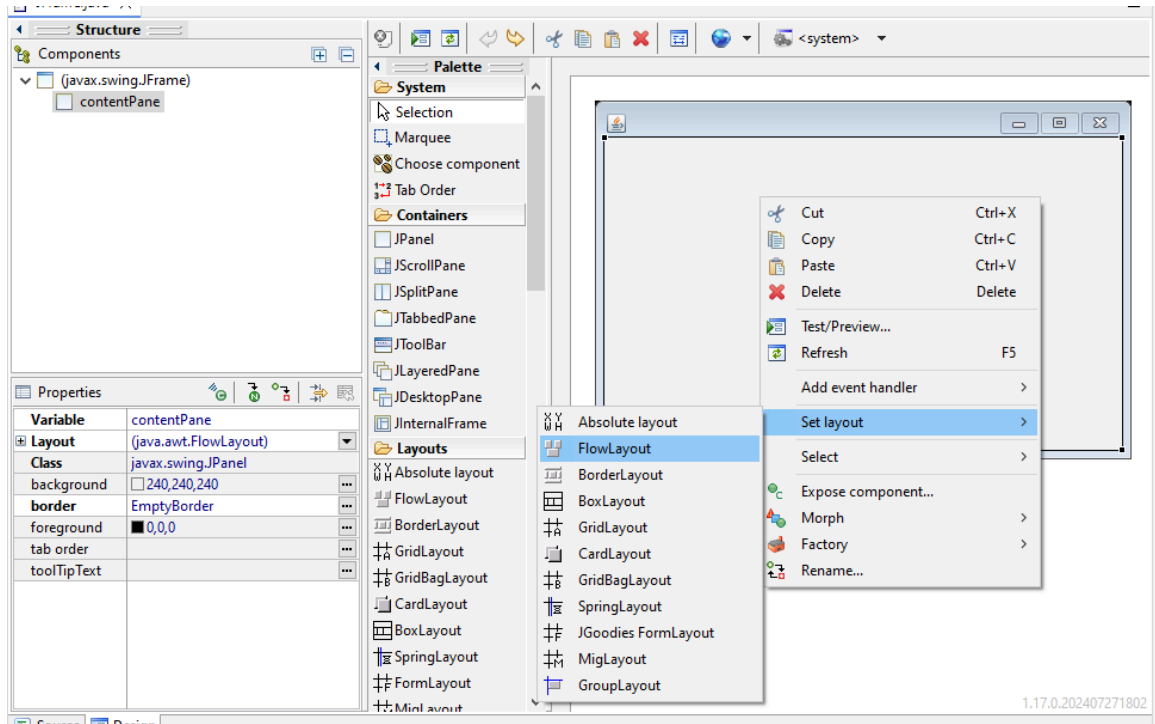 Structure
Components
(javax.swing.JFrame)
contentPane
Properties
Variable contentPane
Layout (java.awt.FlowLayout)
Class javax.swing.JPanel
background 240,240,240
border EmptyBorder
foreground 0,0,0
tab order
toolTipText
<system>
Palette
System
Selection
Marquee
Choose component
Tab Order
Containers
JPanel
JScrollPane
JSplitPane
JTabbedPane
JToolBar
JLayeredPane
JDesktopPane
JInternalFrame
Layouts
Absolute layout
FlowLayout
BorderLayout
GridLayout
GridBagLayout
CardLayout
BoxLayout
SpringLayout
FormLayout
MigLayout
Cut Ctrl+X
Copy Ctrl+C
Paste Ctrl+V
Delete Delete
Test/Preview...
Refresh F5
Add event handler
Set layout
Select
Expose component...
Morph
Factory
Rename...
Absolute layout
FlowLayout
BorderLayout
BoxLayout
GridLayout
CardLayout
GridBagLayout
SpringLayout
JGoodies FormLayout
MigLayout
GroupLayout
1.17.0.202407271802
Source Design